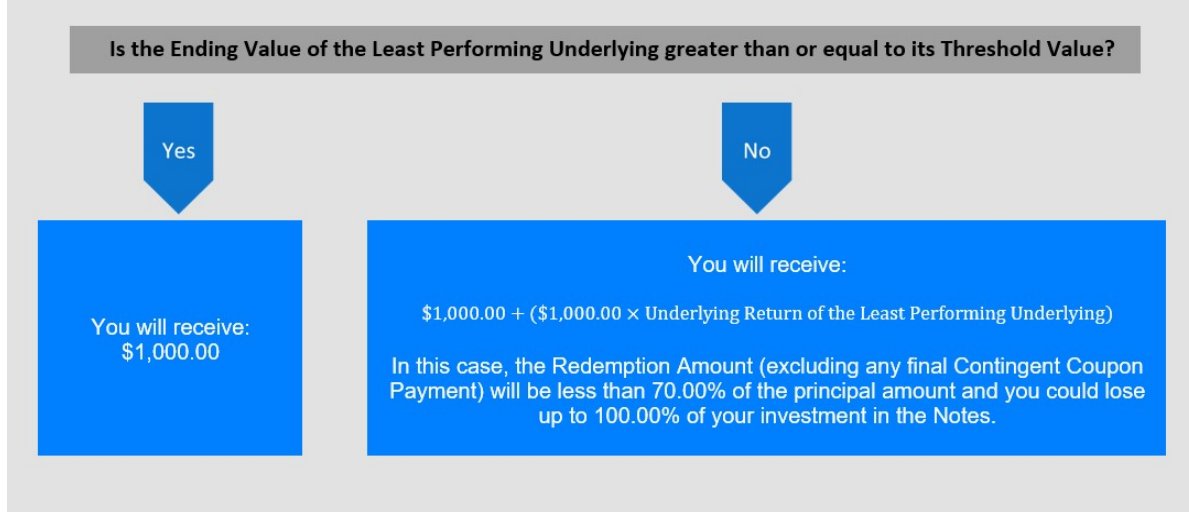 Is the Ending Value of the Least Performing Underlying greater than or equal to its Threshold Value?
Yes
No
You will receive:
$1,000.00
You will receive:
$1,000.00 + ($1,000.00 × Underlying Return of the Least Performing Underlying)
In this case, the Redemption Amount (excluding any final Contingent Coupon
Payment) will be less than 70.00% of the principal amount and you could lose
up to 100.00% of your investment in the Notes.